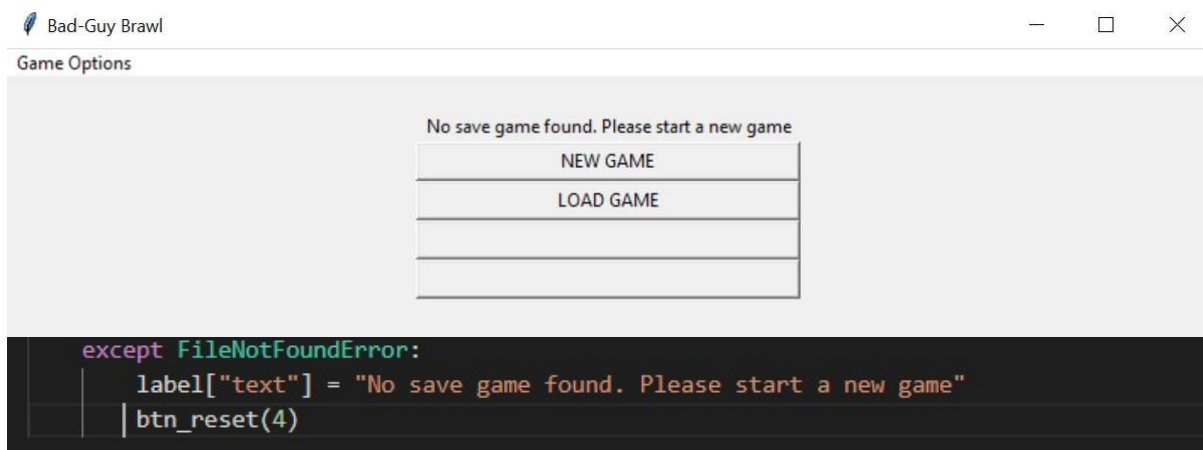 Bad-Guy Brawl
Game Options
No save game found. Please start a new game
NEW GAME
LOAD GAME
except FileNotFoundError:
label["text"] = "No save game found. Please start a new game"
btn_reset(4)